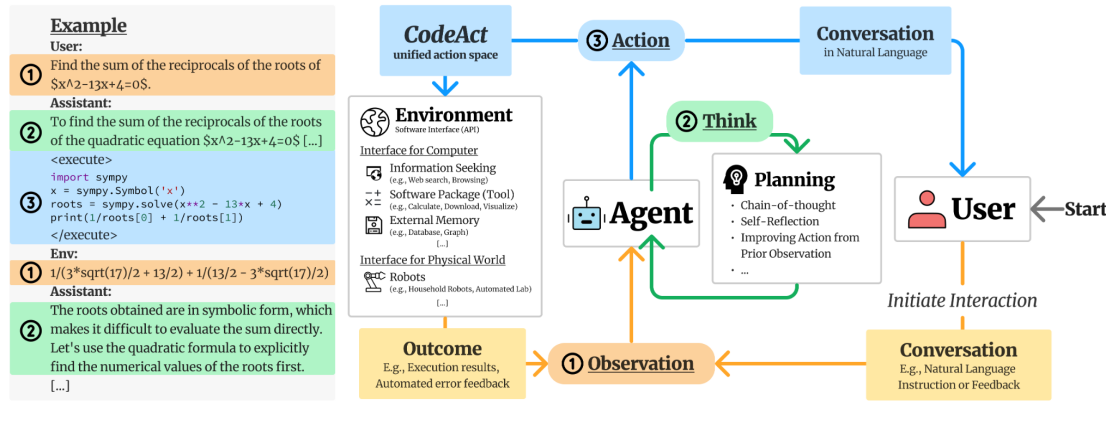 Example
User:
① Find the sum of the reciprocals of the roots of
$x^2-13x+4=0$.
Assistant:
② To find the sum of the reciprocals of the roots
of the quadratic equation $x^2-13x+4=0$ [...]
<execute>
import sympy
x = sympy.Symbol('x')
③ roots = sympy.solve(x**2 - 13*x + 4)
print(1/roots[0] + 1/roots[1])
</execute>
Env:
① 1/(3*sqrt(17)/2 + 13/2) + 1/(13/2 - 3*sqrt(17)/2)
Assistant:
The roots obtained are in symbolic form, which
makes it difficult to evaluate the sum directly.
② Let's use the quadratic formula to explicitly
find the numerical values of the roots first.
[...]
CodeAct
unified action space
③ Action
Conversation
in Natural Language
Environment
Software Interface (API)
Interface for Computer
Information Seeking
(e.g., Web search, Browsing)
Software Package (Tool)
(e.g., Calculate, Download, Visualize)
External Memory
(e.g., Database, Graph)
[...]
Interface for Physical World
Robots
(e.g., Household Robots, Automated Lab)
[...]
② Think
Agent
Planning
• Chain-of-thought
• Self-Reflection
• Improving Action from
Prior Observation
• ...
User
Start
Initiate Interaction
Outcome
E.g., Execution results,
Automated error feedback
① Observation
Conversation
E.g., Natural Language
Instruction or Feedback